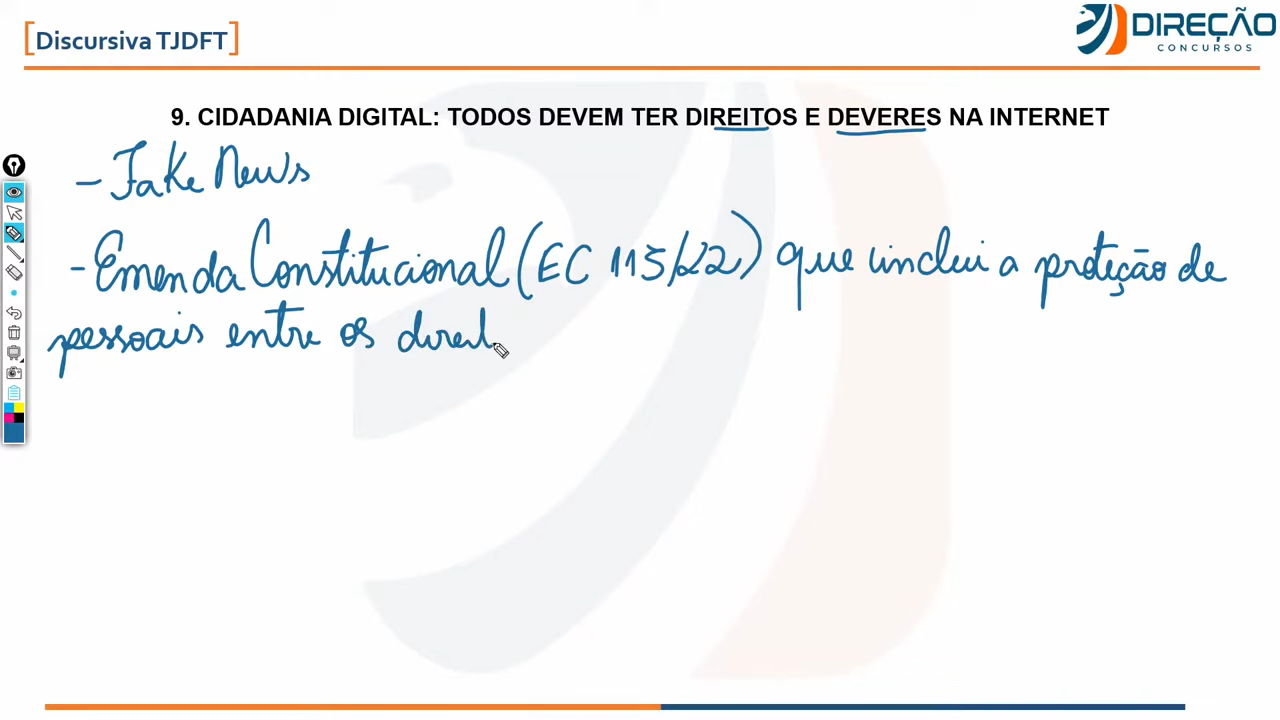 [Discursiva TJDFT]
DIREÇÃO
CONCURSOS
9. CIDADANIA DIGITAL: TODOS DEVEM TER DIREITOS E DEVERES NA INTERNET
- Fake News
- Emenda Constitucional (EC 115/22) que inclui a proteção de
pessoais entre os direit